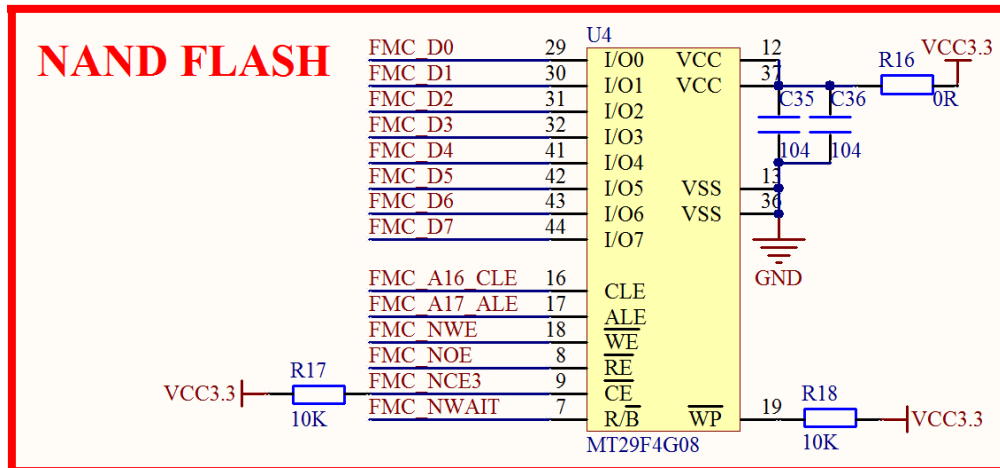 NAND FLASH
U4
FMC_D0 29 I/O0 VCC 12
FMC_D1 30 I/O1 VCC 37
FMC_D2 31 I/O2
FMC_D3 32 I/O3
FMC_D4 41 I/O4
FMC_D5 42 I/O5 VSS 13
FMC_D6 43 I/O6 VSS 36
FMC_D7 44 I/O7
R16 VCC3.3
0R
C35 C36
104 104
GND
FMC_A16_CLE 16 CLE
FMC_A17_ALE 17 ALE
FMC_NWE 18 WE
FMC_NOE 8 RE
FMC_NCE3 9 CE
FMC_NWAIT 7 R/B WP 19
R17
VCC3.3
10K
R18
VCC3.3
10K
MT29F4G08